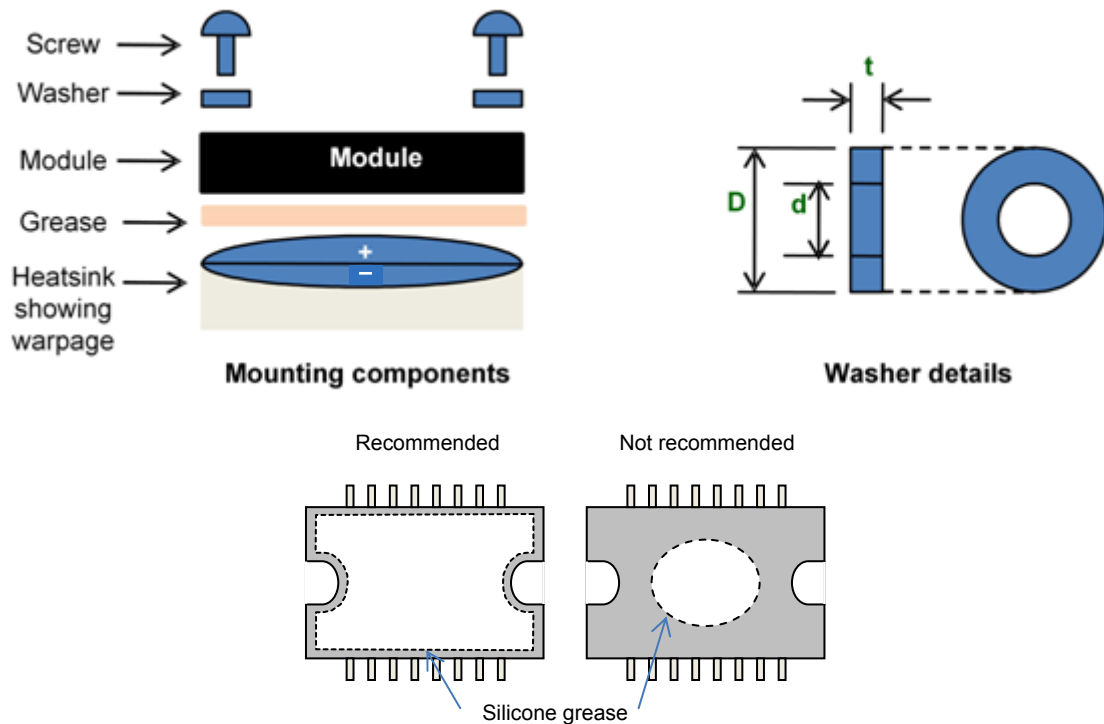 Screw
Washer
Module
Module
Grease
+
−
Heatsink
showing
warpage
Mounting components
t
D
d
Washer details
Recommended
Not recommended
Silicone grease